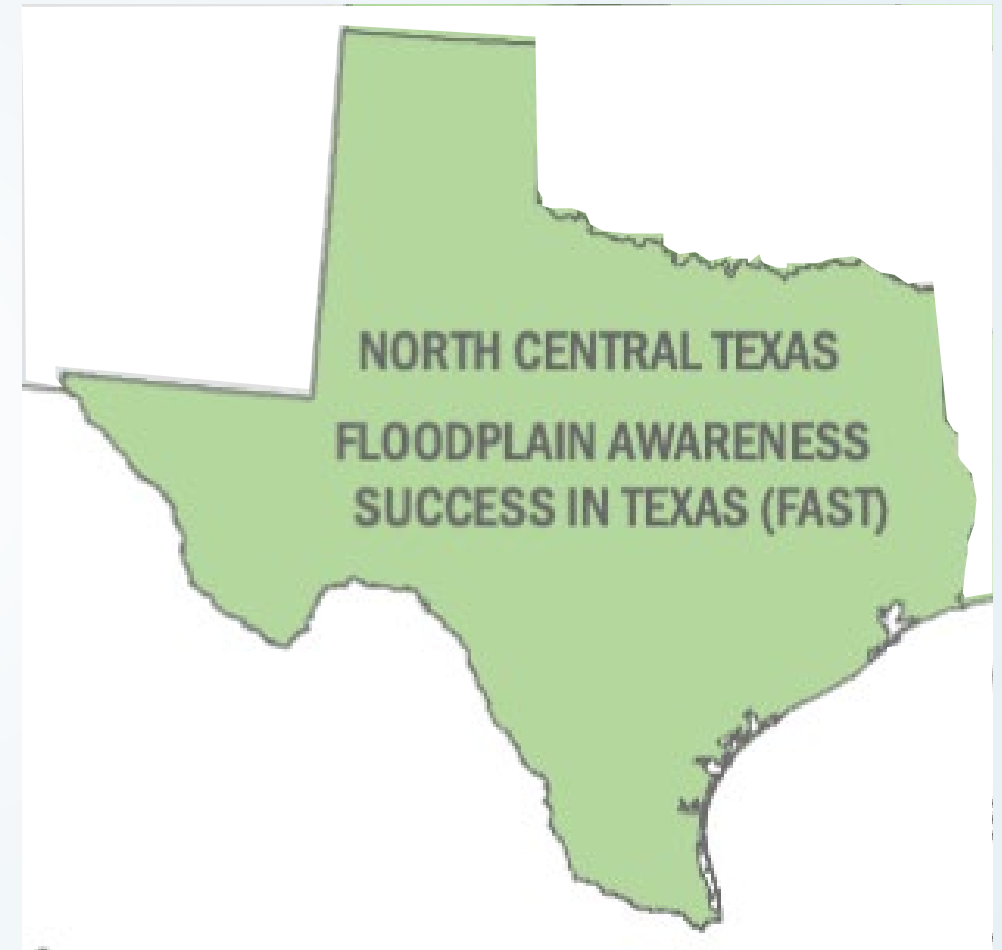 NORTH CENTRAL TEXAS
FLOODPLAIN AWARENESS
SUCCESS IN TEXAS (FAST)